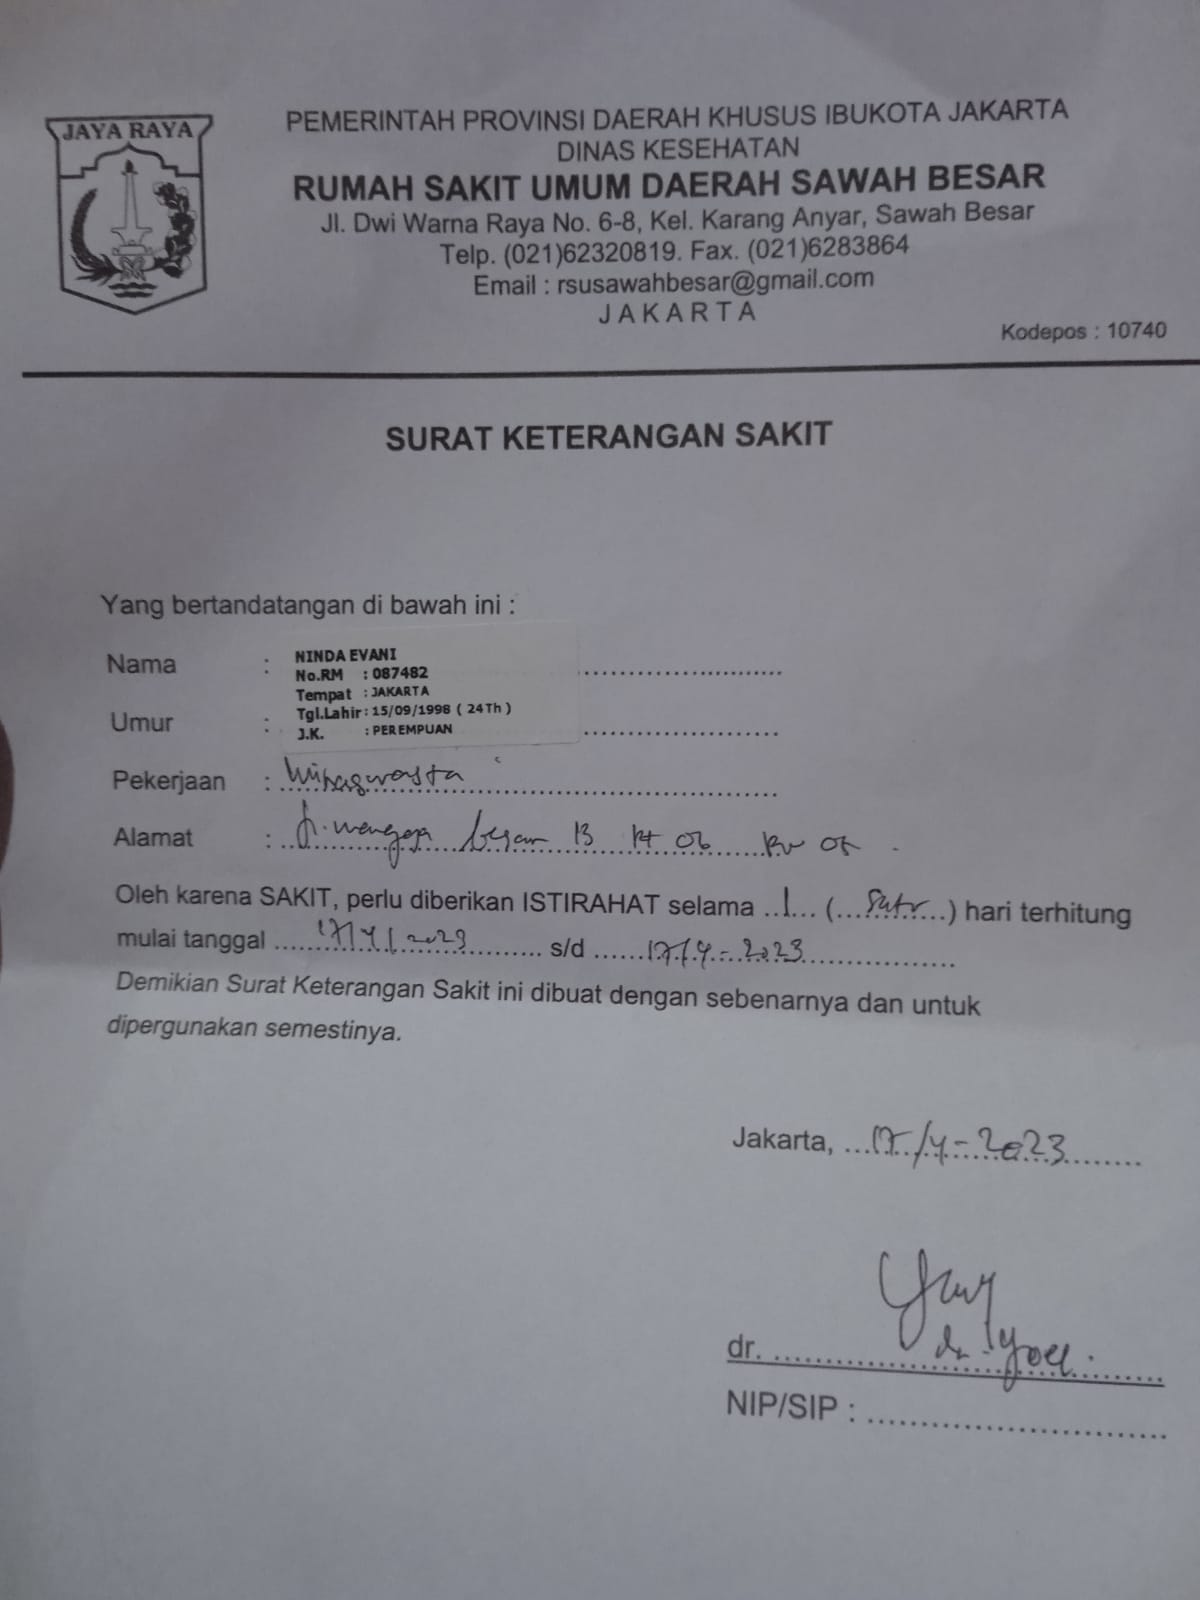 JAYA RAYA
PEMERINTAH PROVINSI DAERAH KHUSUS IBUKOTA JAKARTA
DINAS KESEHATAN
RUMAH SAKIT UMUM DAERAH SAWAH BESAR
Jl. Dwi Warna Raya No. 6-8, Kel. Karang Anyar, Sawah Besar
Telp. (021)62320819. Fax. (021)6283864
Email : rsusawahbesar@gmail.com
JAKARTA
Kodepos : 10740
SURAT KETERANGAN SAKIT
Yang bertandatangan di bawah ini :
Nama :
NINDA EVANI
No.RM : 087482
Tempat : JAKARTA
Tgl.Lahir : 15/09/1998 ( 24Th )
J.K. : PEREMPUAN
Umur :
Pekerjaan : Wiraswasta
Alamat : besar 13 Rt 06 Rw
Oleh karena SAKIT, perlu diberikan ISTIRAHAT selama 1 (Satu) hari terhitung
mulai tanggal 17/4/2023 s/d 17/4-2023
Demikian Surat Keterangan Sakit ini dibuat dengan sebenarnya dan untuk
dipergunakan semestinya.
Jakarta, 17/4-2023
dr. dr. Yoel.
NIP/SIP :